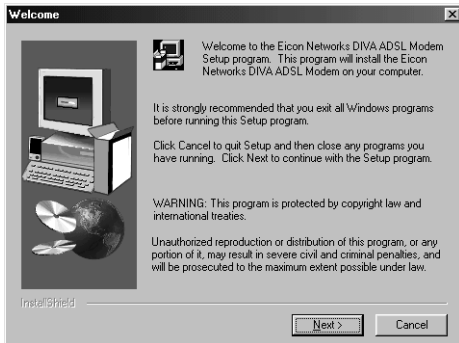 Welcome
Welcome to the Eicon Networks DIVA ADSL Modem
Setup program. This program will install the Eicon
Networks DIVA ADSL Modem on your computer.
It is strongly recommended that you exit all Windows programs
before running this Setup program.
Click Cancel to quit Setup and then close any programs you
have running. Click Next to continue with the Setup program.
WARNING: This program is protected by copyright law and
international treaties.
Unauthorized reproduction or distribution of this program, or any
portion of it, may result in severe civil and criminal penalties, and
will be prosecuted to the maximum extent possible under law.
InstallShield
Next >
Cancel